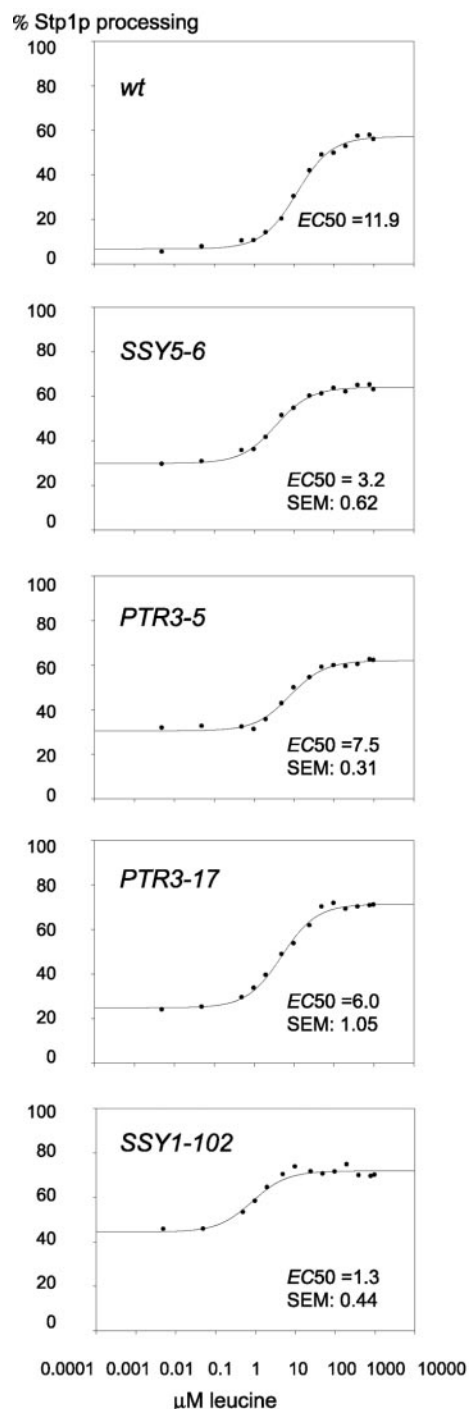 % Stp1p processing
100
80
60
40
20
0
wt
EC50 =11.9
100
80
60
40
20
0
SSY5-6
EC50 = 3.2
SEM: 0.62
100
80
60
40
20
0
PTR3-5
EC50 =7.5
SEM: 0.31
100
80
60
40
20
0
PTR3-17
EC50 =6.0
SEM: 1.05
100
80
60
40
20
0
SSY1-102
EC50 =1.3
SEM: 0.44
0.0001 0.001 0.01 0.1 1 10 100 1000 10000
µM leucine